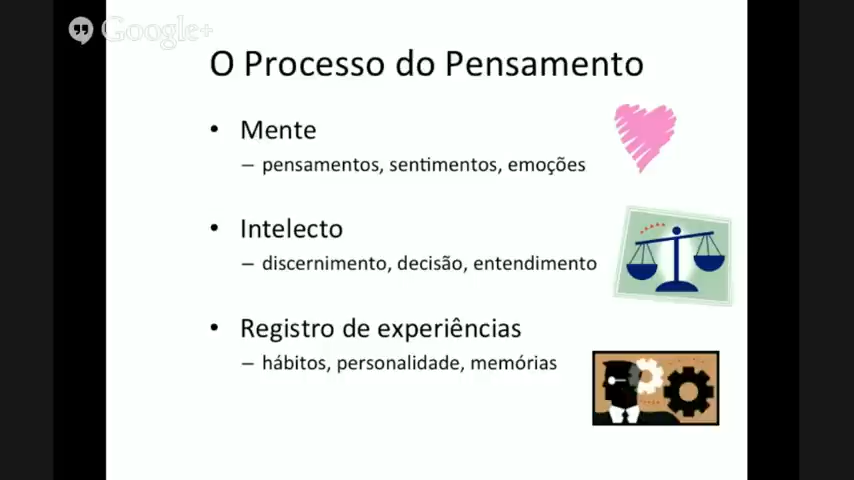 Google+
O Processo do Pensamento
• Mente
– pensamentos, sentimentos, emoções
• Intelecto
– discernimento, decisão, entendimento
• Registro de experiências
– hábitos, personalidade, memórias